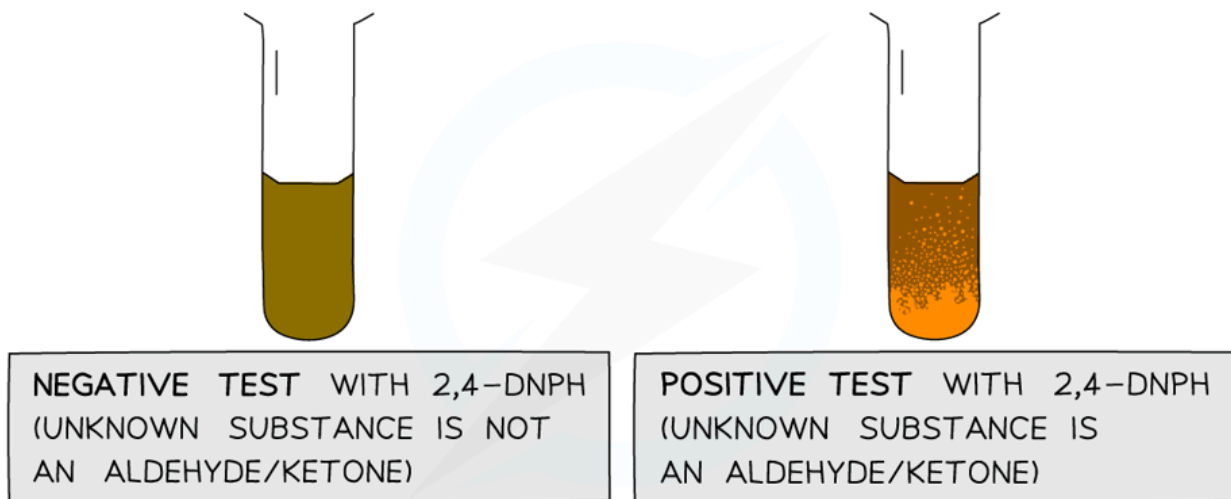 NEGATIVE TEST WITH 2,4-DNPH
(UNKNOWN SUBSTANCE IS NOT
AN ALDEHYDE/KETONE)
POSITIVE TEST WITH 2,4-DNPH
(UNKNOWN SUBSTANCE IS
AN ALDEHYDE/KETONE)